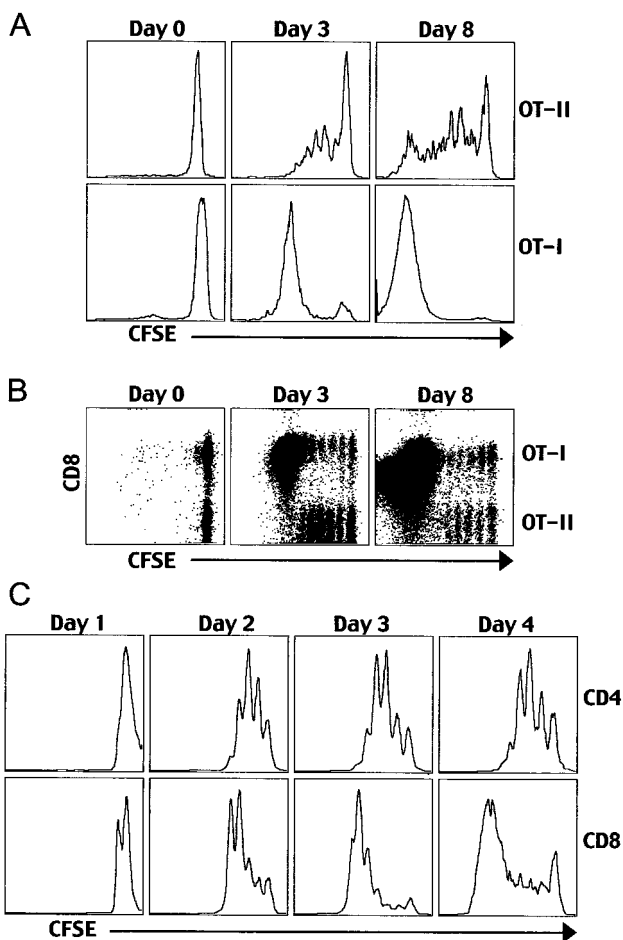 A
Day 0 Day 3 Day 8
OT-II
OT-I
CFSE
B
Day 0 Day 3 Day 8
CD8
OT-I
OT-II
CFSE
C
Day 1 Day 2 Day 3 Day 4
CD4
CD8
CFSE